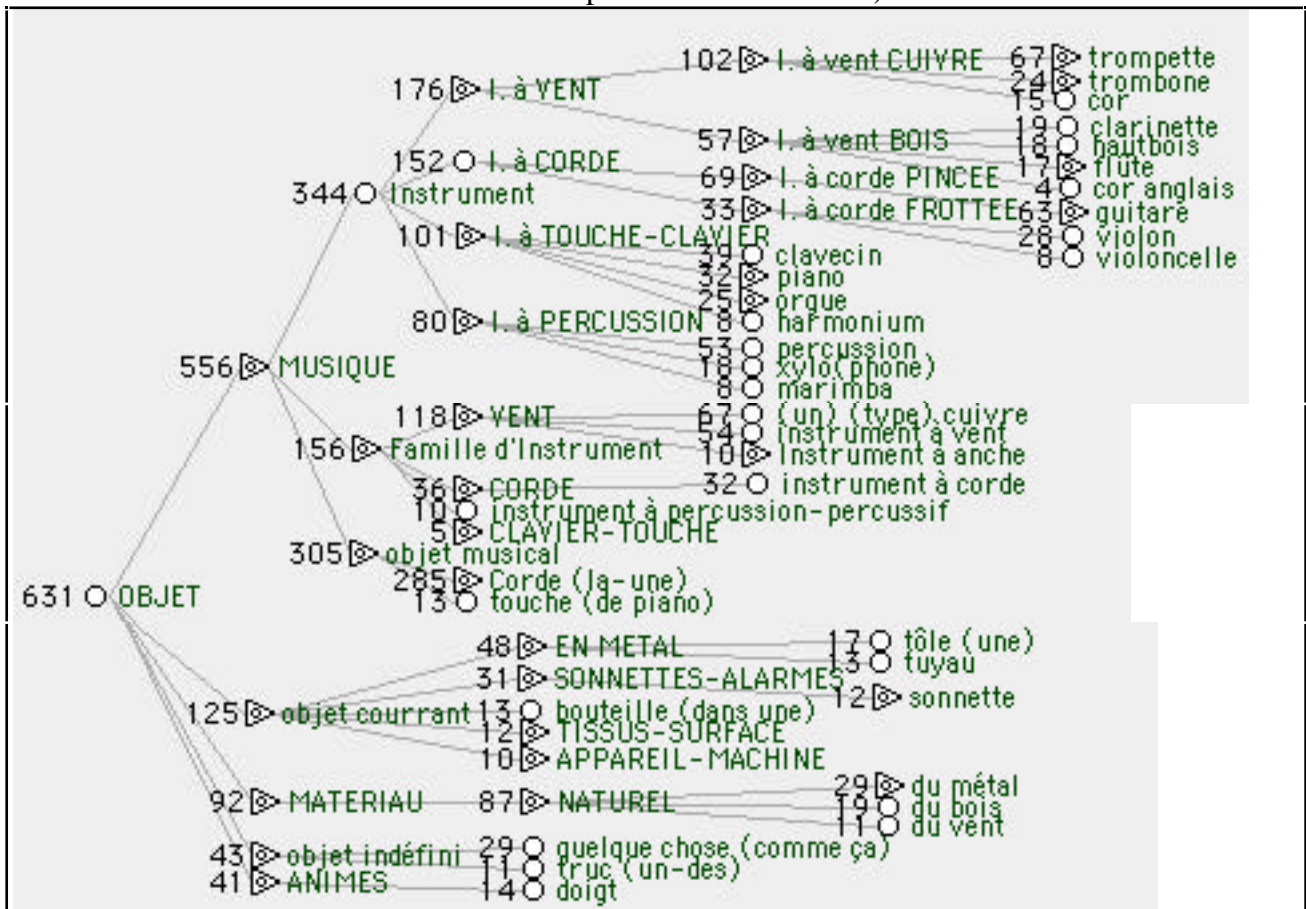 102 I. à vent CUIVRE 67 trompette
24 trombone
176 I. à VENT 15 cor
19 clarinette
57 I. à vent BOIS 18 hautbois
152 I. à CORDE 17 flûte
69 I. à corde PINCEE 4 cor anglais
344 Instrument
33 I. à corde FROTTEE 63 guitare
101 I. à TOUCHE-CLAVIER 28 violon
39 clavecin 8 violoncelle
32 piano
25 orgue
80 I. à PERCUSSION 8 harmonium
53 percussion
18 xylo(phone)
556 MUSIQUE
8 marimba
118 VENT 67 (un) (type) cuivre
54 instrument à vent
156 Famille d'Instrument 10 Instrument à anche
36 CORDE 32 instrument à corde
10 instrument à percussion-percussif
5 CLAVIER-TOUCHE
305 objet musical
285 Corde (la-une)
631 OBJET 13 touche (de piano)
48 EN METAL 17 tôle (une)
13 tuyau
31 SONNETTES-ALARMES 12 sonnette
125 objet courrant 13 bouteille (dans une)
12 TISSUS-SURFACE
10 APPAREIL-MACHINE
29 du métal
92 MATERIAU 87 NATUREL 19 du bois
11 du vent
43 objet indéfini 29 quelque chose (comme ça)
11 truc (un-des)
41 ANIMES 14 doigt